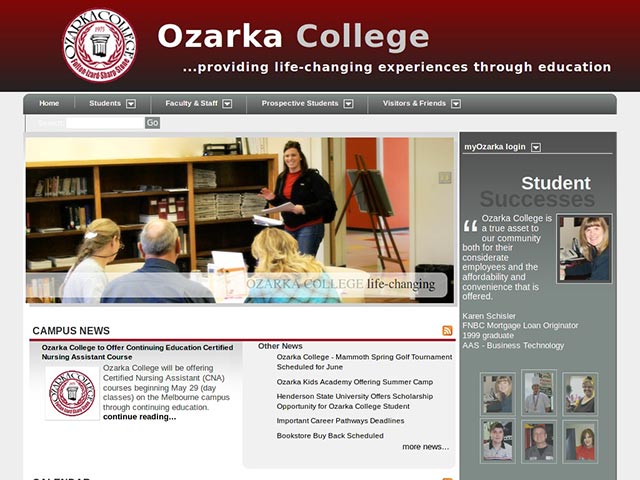 OZARKA COLLEGE
1973
Fulton Izard Sharp Stone
Ozarka College
...providing life-changing experiences through education
Home Students Faculty & Staff Prospective Students Visitors & Friends
Search: Go
myOzarka login
Student
Successes
“ Ozarka College is
a true asset to
our community
both for their
considerate
employees and the
affordability and
convenience that is
offered.
Karen Schisler
FNBC Mortgage Loan Originator
1999 graduate
AAS - Business Technology
OZARKA COLLEGE life-changing
CAMPUS NEWS
Ozarka College to Offer Continuing Education Certified
Nursing Assistant Course
OZARKA COLLEGE
Ozarka College will be offering
Certified Nursing Assistant (CNA)
courses beginning May 29 (day
classes) on the Melbourne campus
through continuing education.
continue reading...
Other News
Ozarka College - Mammoth Spring Golf Tournament
Scheduled for June
Ozarka Kids Academy Offering Summer Camp
Henderson State University Offers Scholarship
Opportunity for Ozarka College Student
Important Career Pathways Deadlines
Bookstore Buy Back Scheduled
more news...
CALENDAR